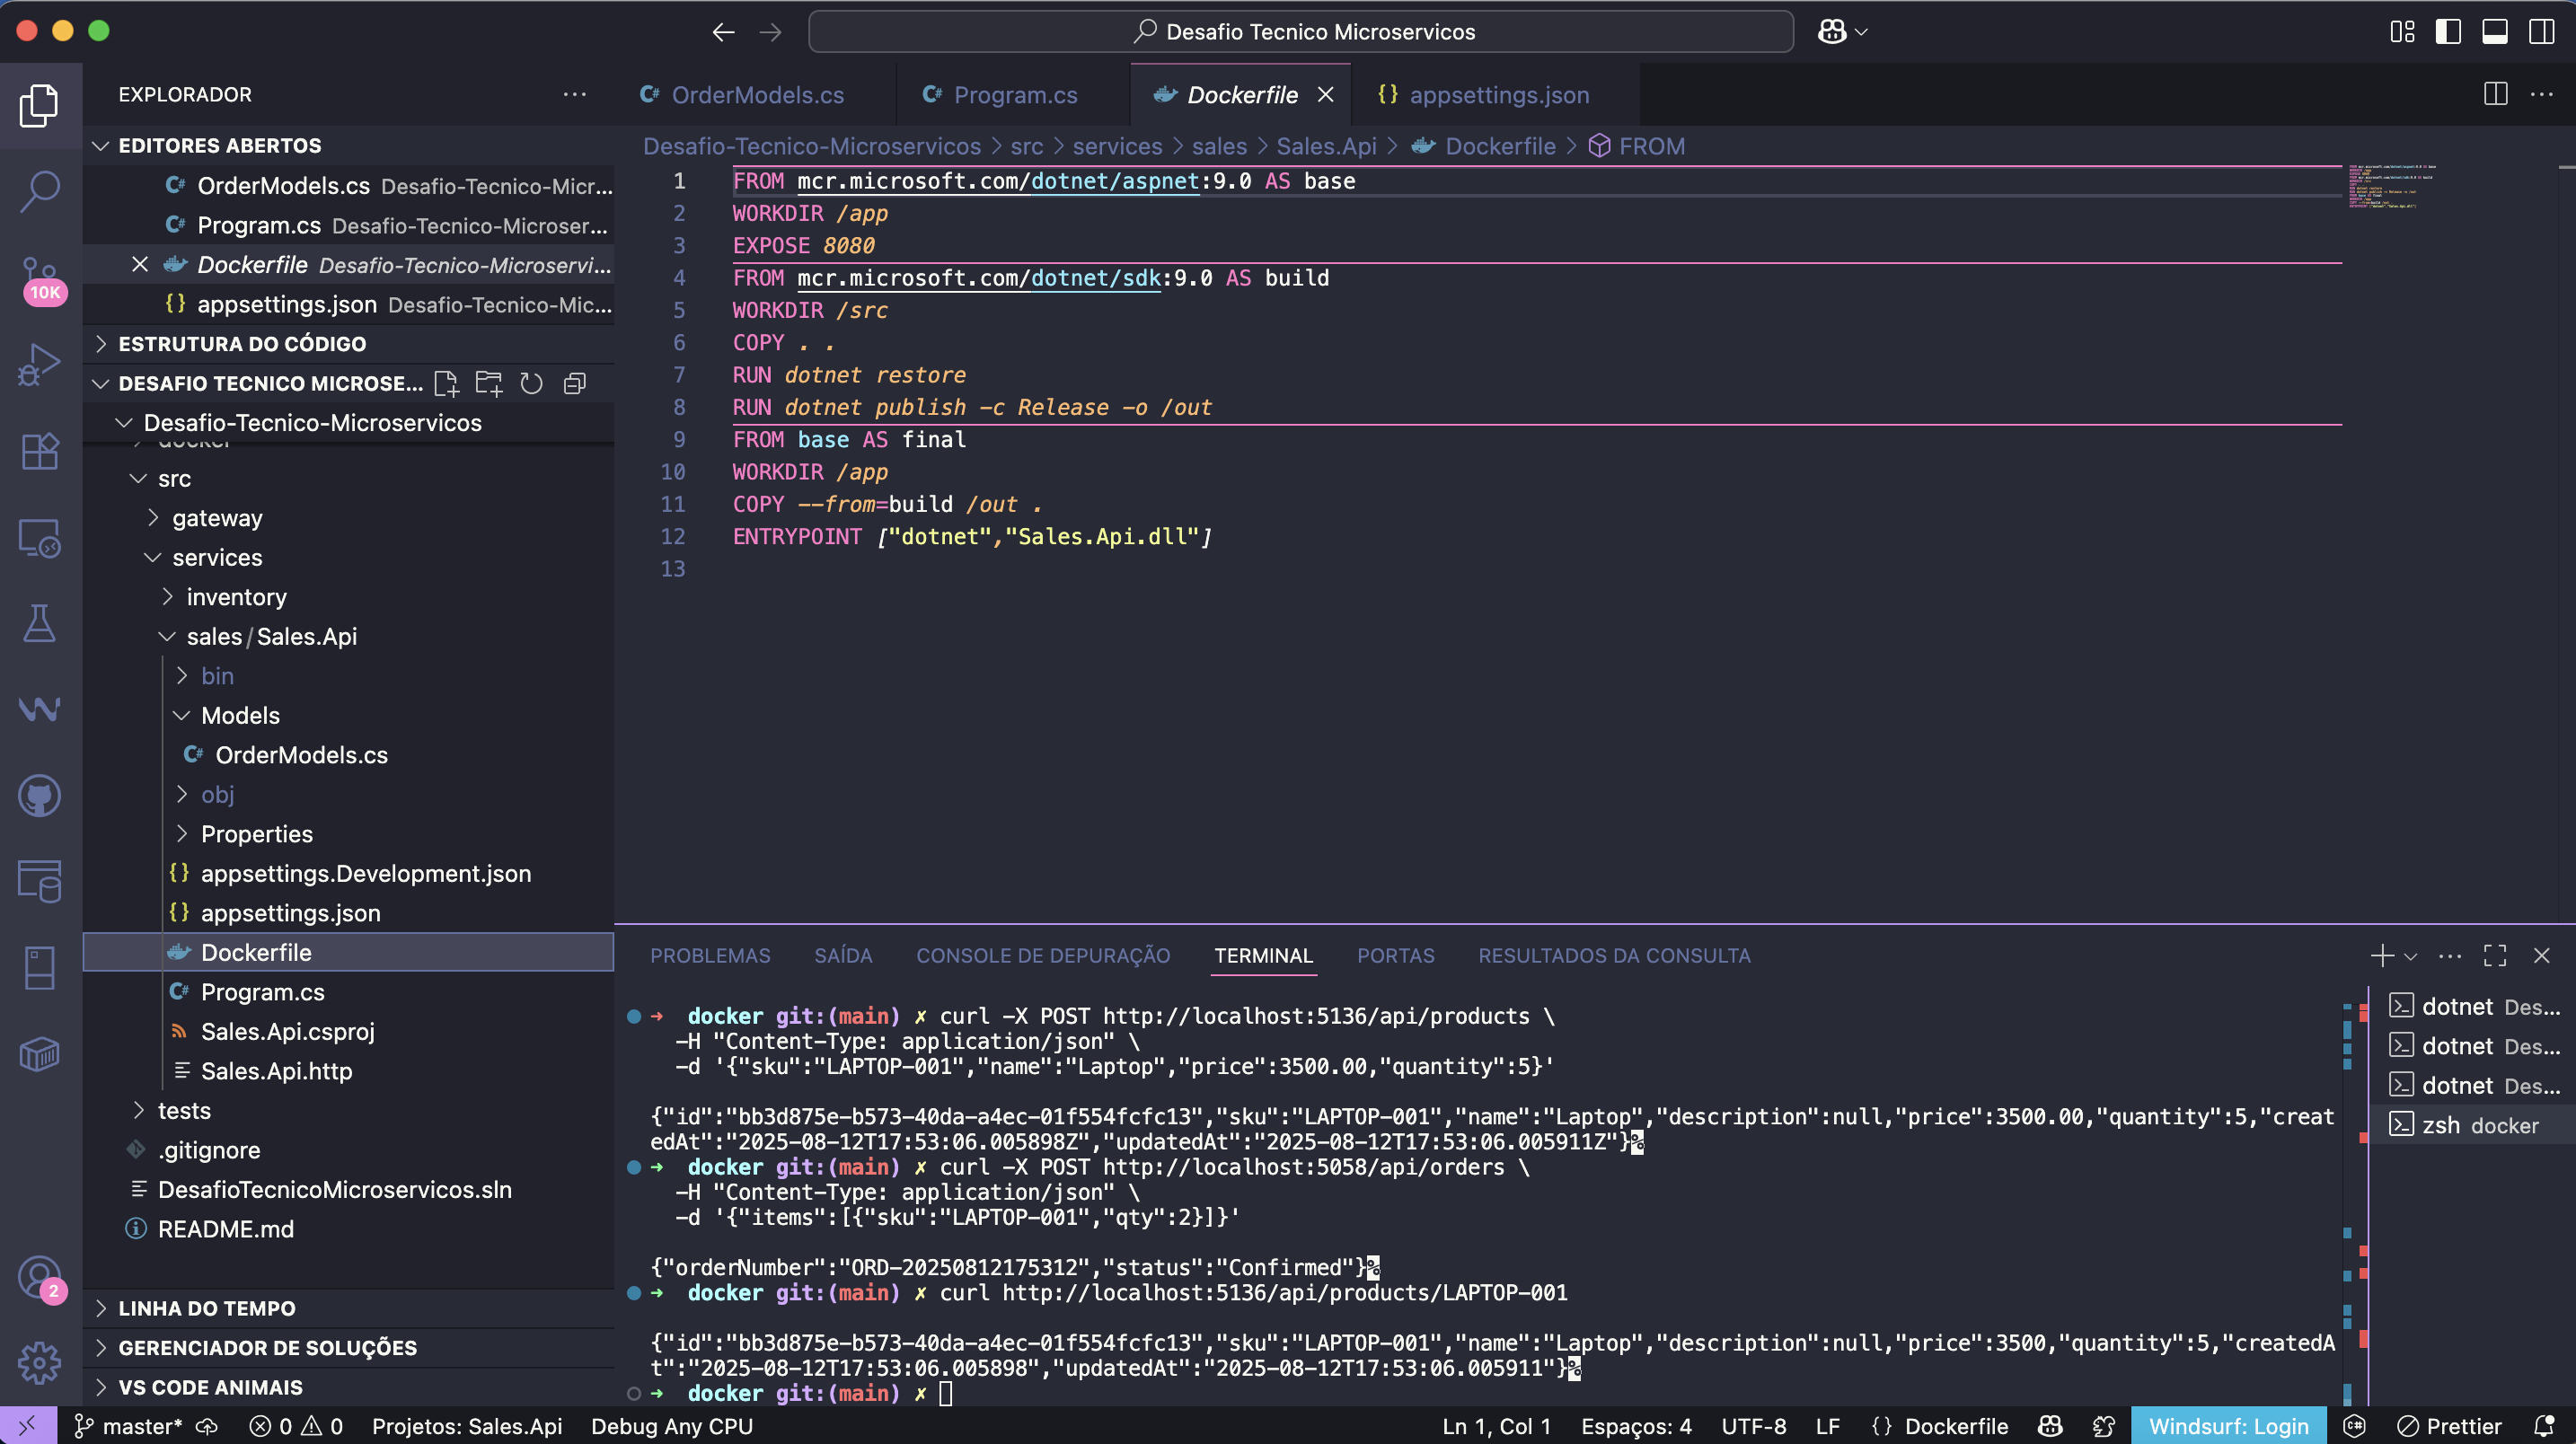 Desafio Tecnico Microservicos
EXPLORADOR
EDITORES ABERTOS
OrderModels.cs Desafio-Tecnico-Micr...
Program.cs Desafio-Tecnico-Microser...
Dockerfile Desafio-Tecnico-Microservi...
appsettings.json Desafio-Tecnico-Mic...
ESTRUTURA DO CÓDIGO
DESAFIO TECNICO MICROSE...
Desafio-Tecnico-Microservicos
docker
src
gateway
services
inventory
sales/Sales.Api
bin
Models
OrderModels.cs
obj
Properties
appsettings.Development.json
appsettings.json
Dockerfile
Program.cs
Sales.Api.csproj
Sales.Api.http
tests
.gitignore
DesafioTecnicoMicroservicos.sln
README.md
LINHA DO TEMPO
GERENCIADOR DE SOLUÇÕES
VS CODE ANIMAIS
10K
2
OrderModels.cs Program.cs Dockerfile appsettings.json
Desafio-Tecnico-Microservicos > src > services > sales > Sales.Api > Dockerfile > FROM
1 FROM mcr.microsoft.com/dotnet/aspnet:9.0 AS base
2 WORKDIR /app
3 EXPOSE 8080
4 FROM mcr.microsoft.com/dotnet/sdk:9.0 AS build
5 WORKDIR /src
6 COPY . .
7 RUN dotnet restore
8 RUN dotnet publish -c Release -o /out
9 FROM base AS final
10 WORKDIR /app
11 COPY --from=build /out .
12 ENTRYPOINT ["dotnet","Sales.Api.dll"]
13
PROBLEMAS SAÍDA CONSOLE DE DEPURAÇÃO TERMINAL PORTAS RESULTADOS DA CONSULTA
→ docker git:(main) ✗ curl -X POST http://localhost:5136/api/products \
-H "Content-Type: application/json" \
-d '{"sku":"LAPTOP-001","name":"Laptop","price":3500.00,"quantity":5}'
{"id":"bb3d875e-b573-40da-a4ec-01f554fcfc13","sku":"LAPTOP-001","name":"Laptop","description":null,"price":3500.00,"quantity":5,"creat
edAt":"2025-08-12T17:53:06.005898Z","updatedAt":"2025-08-12T17:53:06.005911Z"}%
→ docker git:(main) ✗ curl -X POST http://localhost:5058/api/orders \
-H "Content-Type: application/json" \
-d '{"items":[{"sku":"LAPTOP-001","qty":2}]}'
{"orderNumber":"ORD-20250812175312","status":"Confirmed"}%
→ docker git:(main) ✗ curl http://localhost:5136/api/products/LAPTOP-001
{"id":"bb3d875e-b573-40da-a4ec-01f554fcfc13","sku":"LAPTOP-001","name":"Laptop","description":null,"price":3500,"quantity":5,"createdA
t":"2025-08-12T17:53:06.005898","updatedAt":"2025-08-12T17:53:06.005911"}%
→ docker git:(main) ✗
dotnet Des...
dotnet Des...
dotnet Des...
zsh docker
master* 0 0 Projetos: Sales.Api Debug Any CPU Ln 1, Col 1 Espaços: 4 UTF-8 LF {} Dockerfile Windsurf: Login Prettier